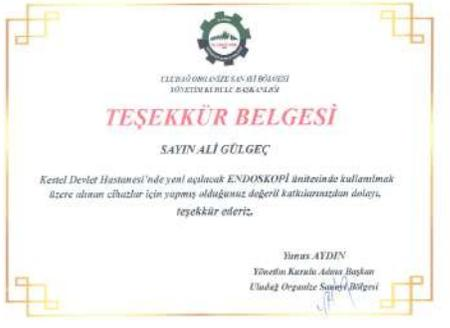 ULUDAĞ ORGANİZE SANAYİ BÖLGESİ
YÖNETİM KURULU BAŞKANLIĞI
TEŞEKKÜR BELGESİ
SAYIN ALİ GÜLGEÇ
Kestel Devlet Hastanesi'nde yeni açılacak ENDOSKOPİ ünitesinde kullanılmak
üzere alınan cihazlar için yapmış olduğunuz değerli katkılarınızdan dolayı,
teşekkür ederiz.
Yunus AYDIN
Yönetim Kurulu Adına Başkan
Uludağ Organize Sanayi Bölgesi